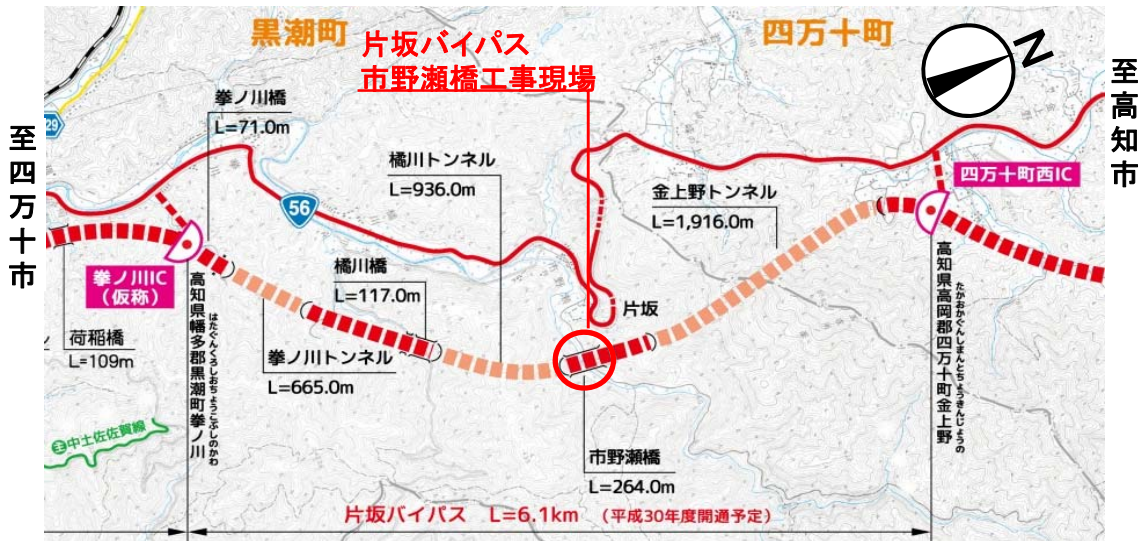 黒潮町
四万十町
片坂バイパス
市野瀬橋工事現場
N
至四万十市
至高知市
29
拳ノ川橋
L=71.0m
56
橘川トンネル
L=936.0m
金上野トンネル
L=1,916.0m
四万十町西IC
拳ノ川IC
(仮称)
橘川橋
L=117.0m
片坂
荷稲橋
L=109m
拳ノ川トンネル
L=665.0m
高知県幡多郡黒潮町拳ノ川
はたぐんくろしおちょうこぶしのかわ
高知県高岡郡四万十町金上野
たかおかぐんしまんとちょうきんじょうの
主中土佐佐賀線
市野瀬橋
L=264.0m
片坂バイパス L=6.1km (平成30年度開通予定)